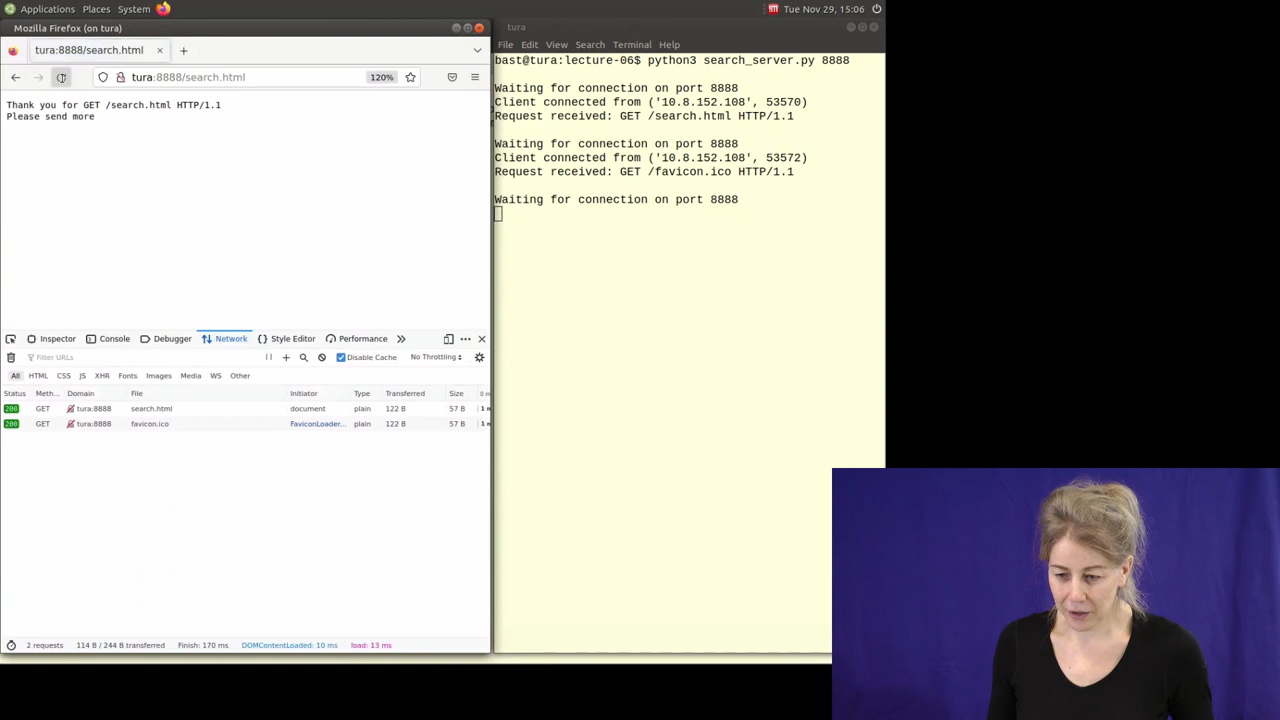 Applications Places System
Tue Nov 29, 15:06
Mozilla Firefox (on tura)
tura:8888/search.html
tura:8888/search.html
120%
Thank you for GET /search.html HTTP/1.1
Please send more
Inspector Console Debugger Network Style Editor Performance
Filter URLs
Disable Cache
No Throttling
All HTML CSS JS XHR Fonts Images Media WS Other
Status Meth... Domain File Initiator Type Transferred Size
200 GET tura:8888 search.html document plain 122 B 57 B
200 GET tura:8888 favicon.ico FaviconLoader... plain 122 B 57 B
2 requests 114 B / 244 B transferred Finish: 170 ms DOMContentLoaded: 10 ms load: 13 ms
tura
File Edit View Search Terminal Help
bast@tura:lecture-06$ python3 search_server.py 8888
Waiting for connection on port 8888
Client connected from ('10.8.152.108', 53570)
Request received: GET /search.html HTTP/1.1
Waiting for connection on port 8888
Client connected from ('10.8.152.108', 53572)
Request received: GET /favicon.ico HTTP/1.1
Waiting for connection on port 8888